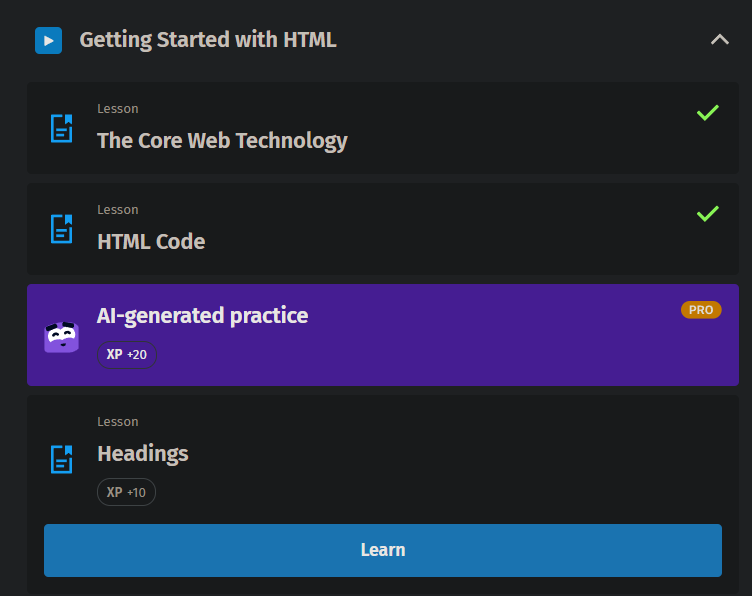 Getting Started with HTML
Lesson
The Core Web Technology
Lesson
HTML Code
AI-generated practice
PRO
XP +20
Lesson
Headings
XP +10
Learn